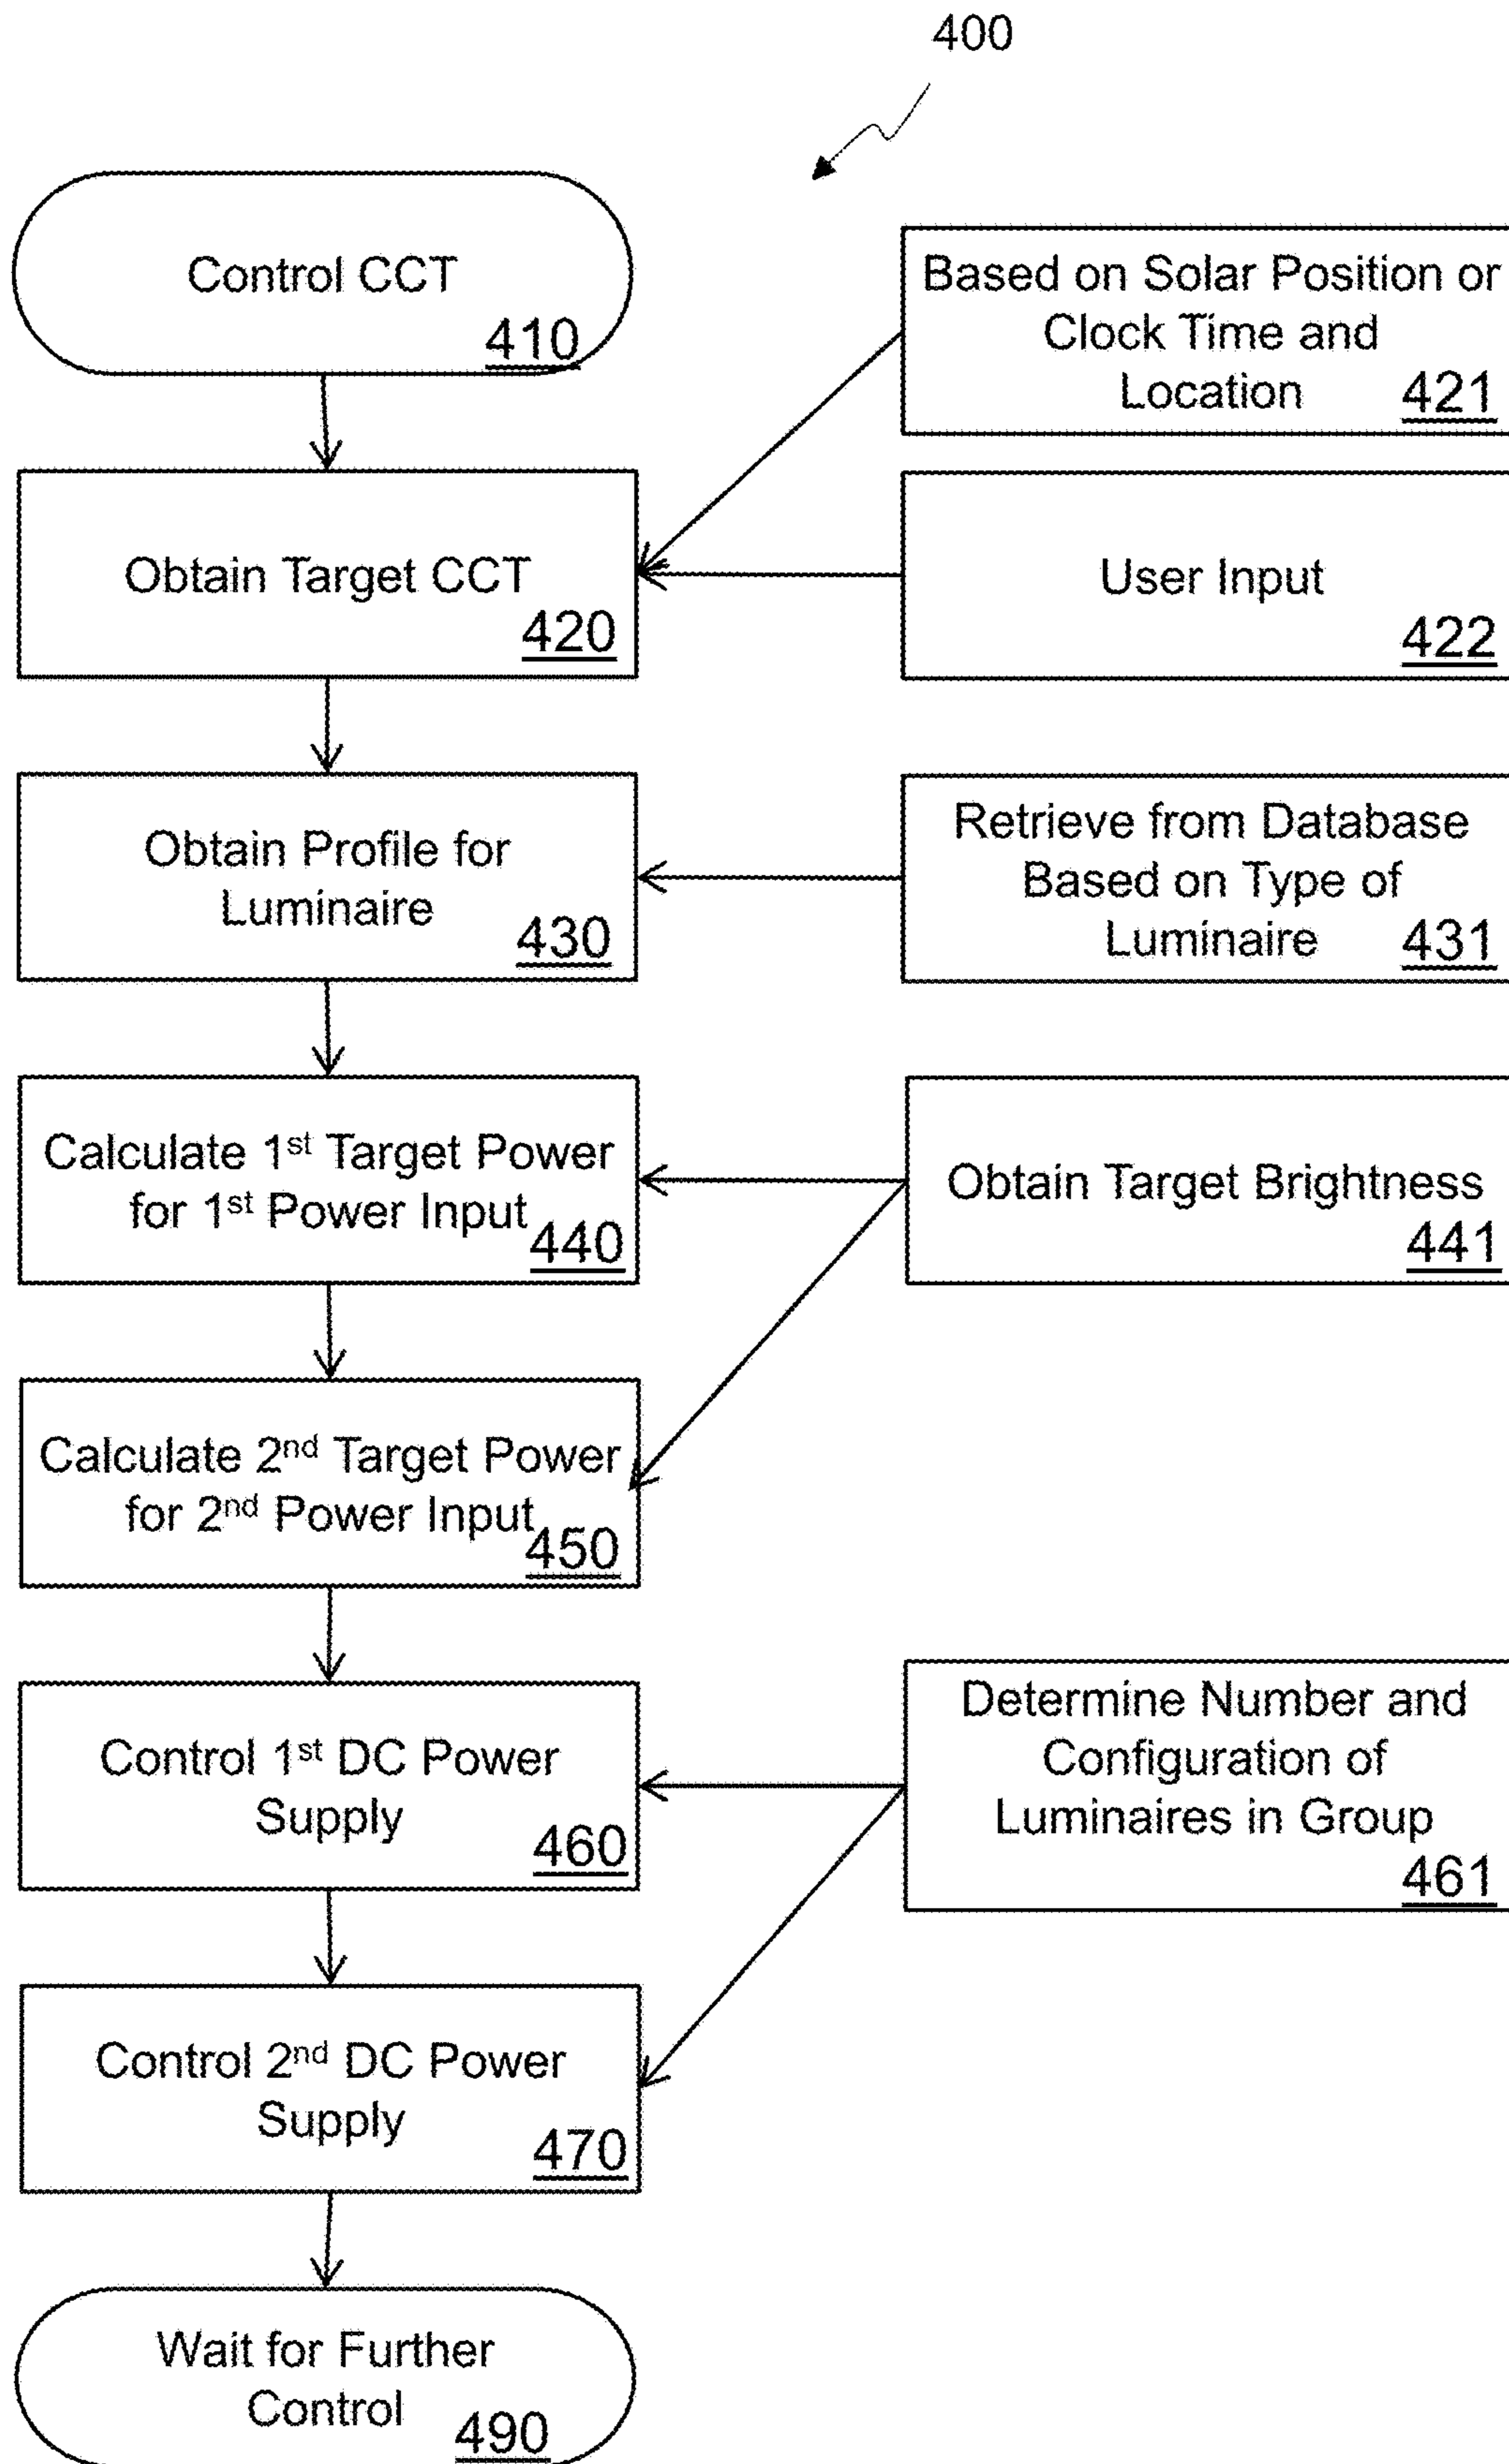 400
Control CCT
410
Based on Solar Position or
Clock Time and
Location
421
Obtain Target CCT
420
User Input
422
Obtain Profile for
Luminaire
430
Retrieve from Database
Based on Type of
Luminaire
431
Calculate 1st Target Power
for 1st Power Input
440
Obtain Target Brightness
441
Calculate 2nd Target Power
for 2nd Power Input
450
Control 1st DC Power
Supply
460
Determine Number and
Configuration of
Luminaires in Group
461
Control 2nd DC Power
Supply
470
Wait for Further
Control
490